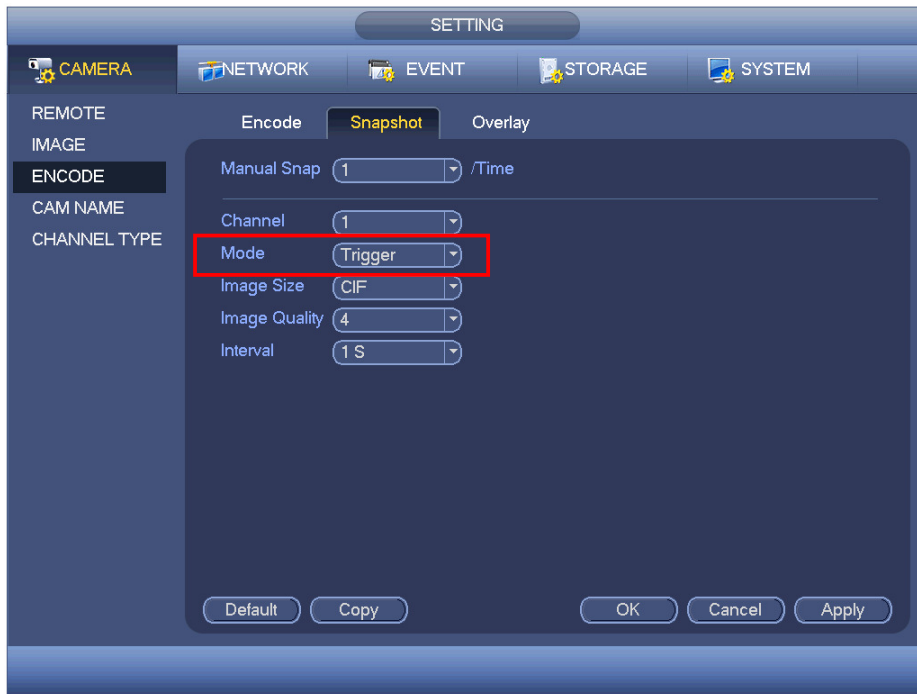 SETTING
CAMERA NETWORK EVENT STORAGE SYSTEM
REMOTE
IMAGE
ENCODE
CAM NAME
CHANNEL TYPE
Encode Snapshot Overlay
Manual Snap 1 /Time
Channel 1
Mode Trigger
Image Size CIF
Image Quality 4
Interval 1 S
Default Copy OK Cancel Apply